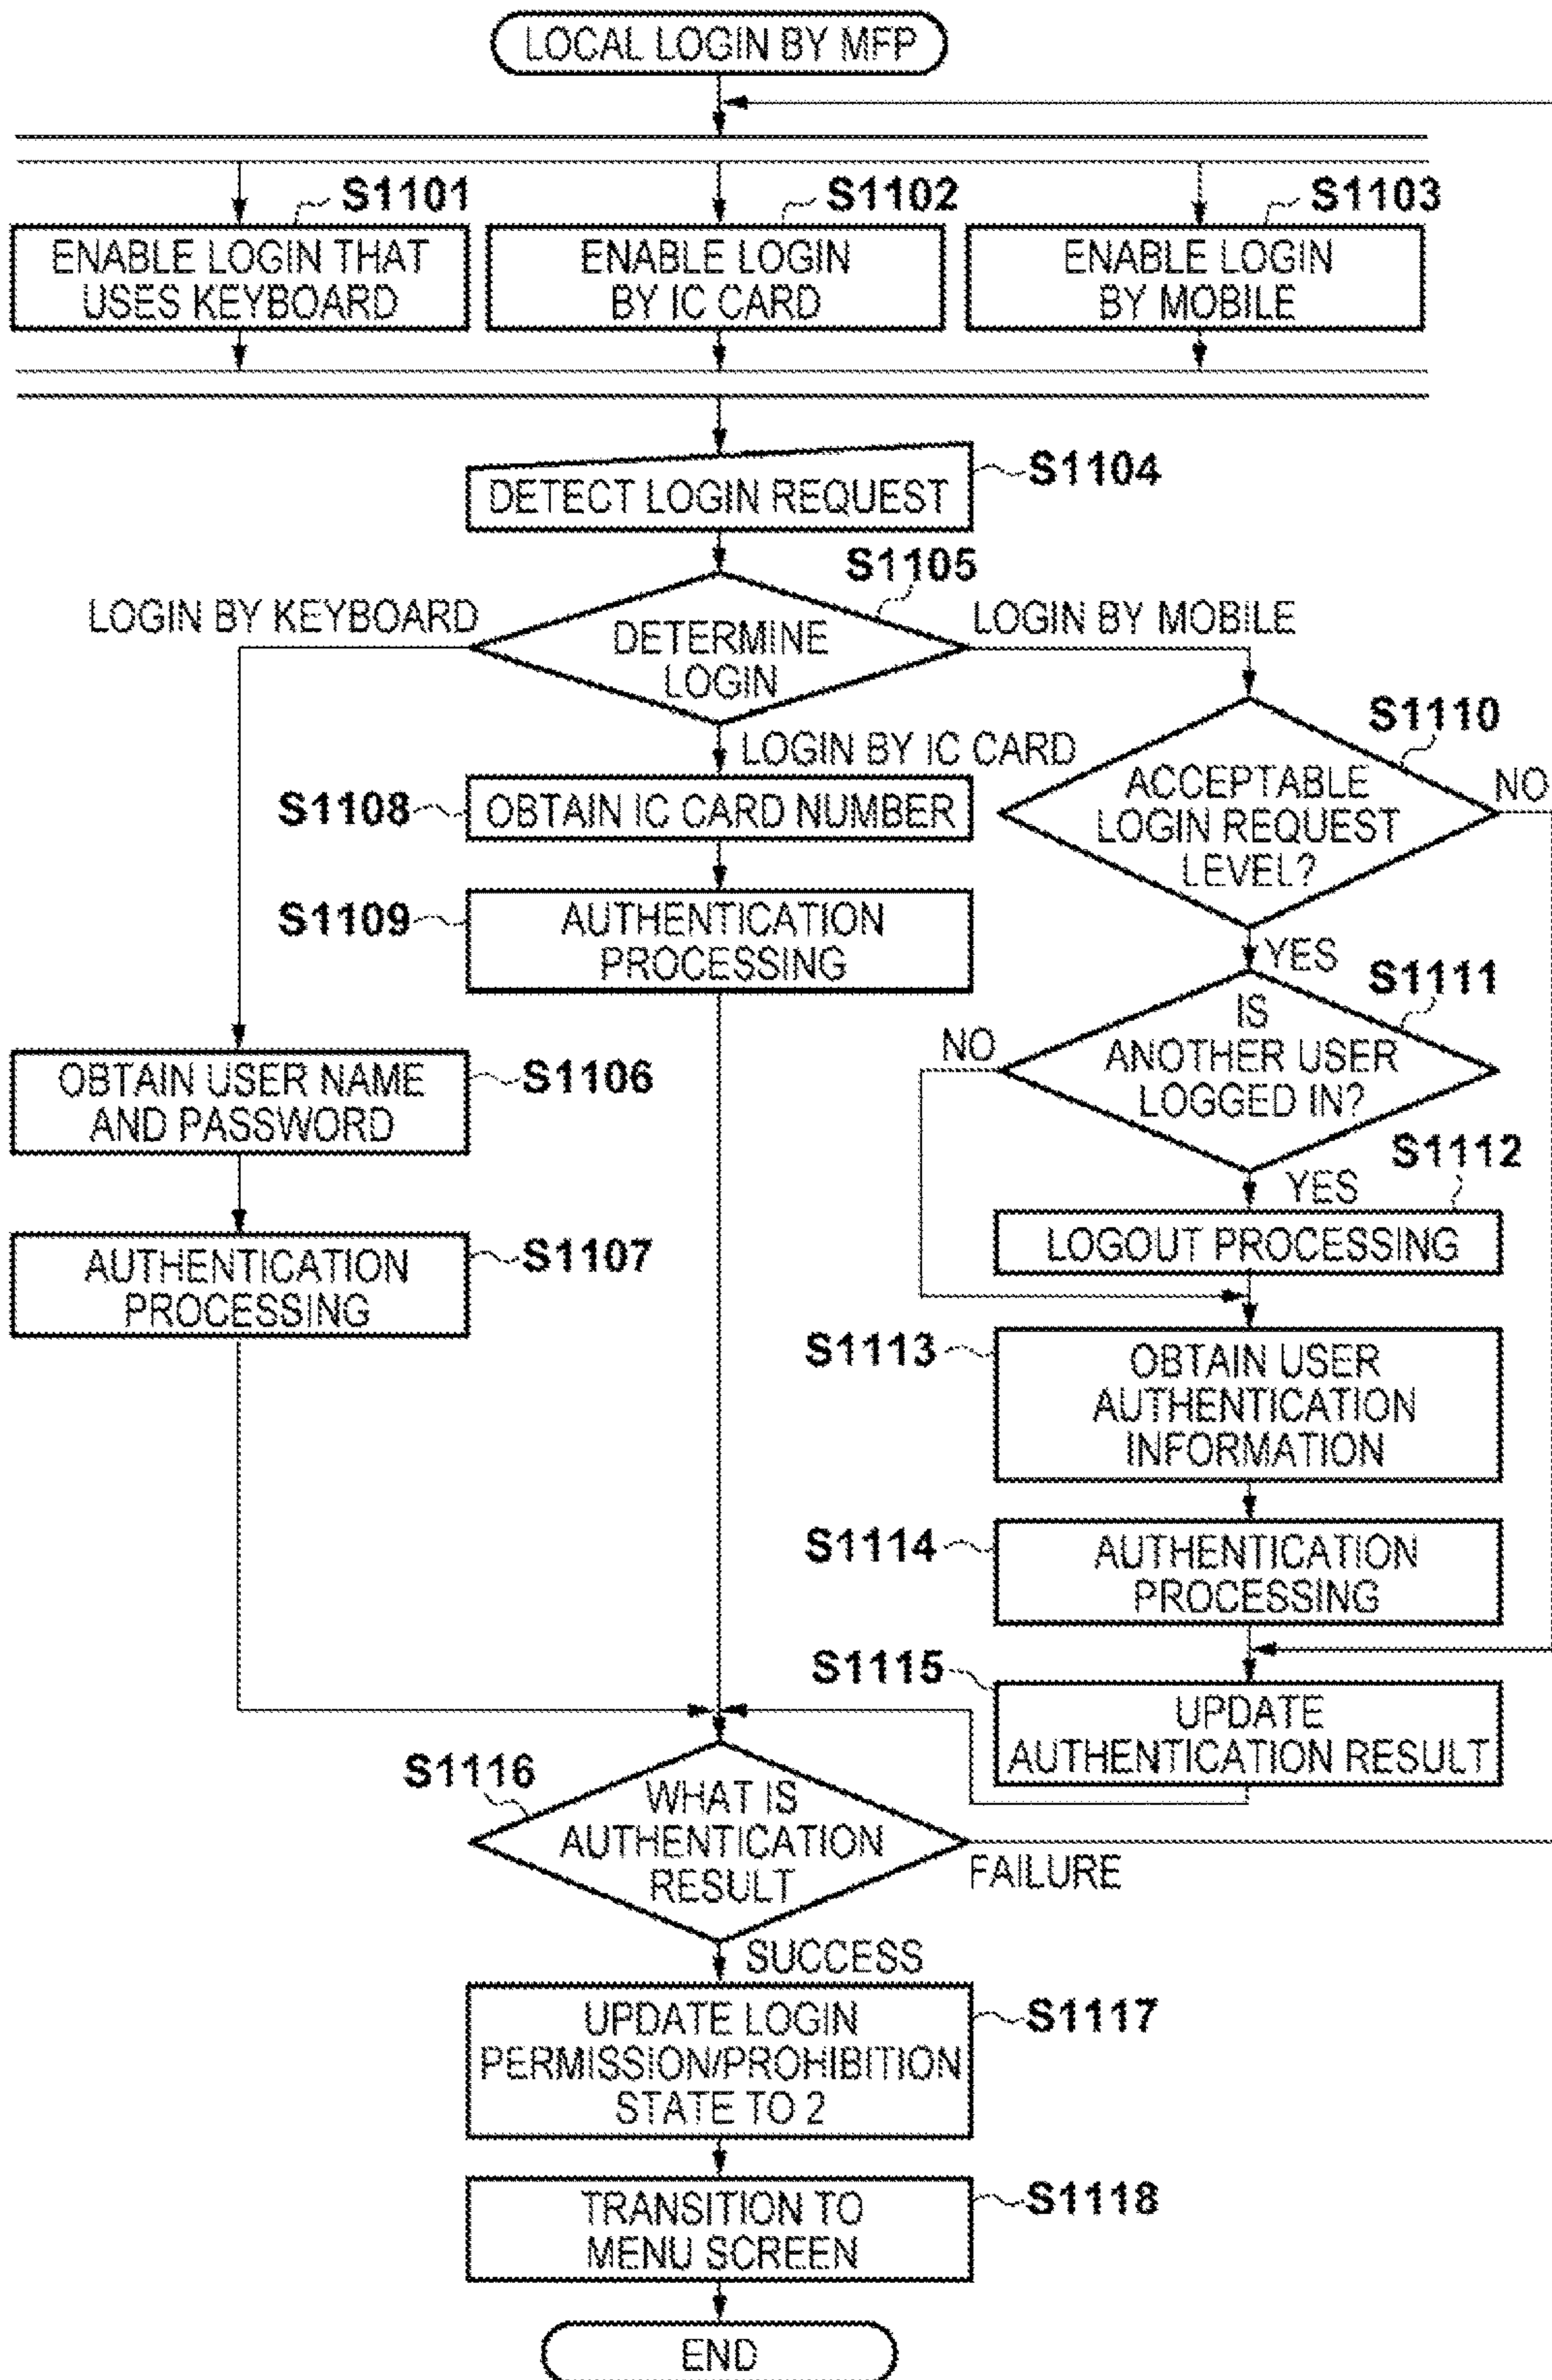 LOCAL LOGIN BY MFP
S1101
S1102
S1103
ENABLE LOGIN THAT
USES KEYBOARD
ENABLE LOGIN
BY IC CARD
ENABLE LOGIN
BY MOBILE
DETECT LOGIN REQUEST
S1104
S1105
LOGIN BY KEYBOARD
DETERMINE
LOGIN
LOGIN BY MOBILE
LOGIN BY IC CARD
S1108
OBTAIN IC CARD NUMBER
S1109
AUTHENTICATION
PROCESSING
S1110
ACCEPTABLE
LOGIN REQUEST
LEVEL?
NO
YES
S1111
IS
ANOTHER USER
LOGGED IN?
NO
YES
S1112
LOGOUT PROCESSING
OBTAIN USER NAME
AND PASSWORD
S1106
AUTHENTICATION
PROCESSING
S1107
S1113
OBTAIN USER
AUTHENTICATION
INFORMATION
S1114
AUTHENTICATION
PROCESSING
S1115
UPDATE
AUTHENTICATION RESULT
S1116
WHAT IS
AUTHENTICATION
RESULT
FAILURE
SUCCESS
UPDATE LOGIN
PERMISSION/PROHIBITION
STATE TO 2
S1117
TRANSITION TO
MENU SCREEN
S1118
END